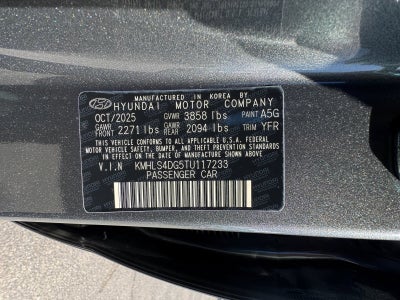 MANUFACTURED IN KOREA BY
HYUNDAI MOTOR COMPANY
OCT/2025 GVWR 3858 lbs PAINT A5G
GAWR FRONT 2271 lbs GAWR REAR 2094 lbs TRIM YFR
THIS VEHICLE CONFORMS TO ALL APPLICABLE U.S.A. FEDERAL
MOTOR VEHICLE SAFETY, BUMPER, AND THEFT PREVENTION
STANDARDS IN EFFECT ON THE DATE OF MANUFACTURE
SHOWN ABOVE.
V.I.N KMHLS4DG5TU117233
PASSENGER CAR